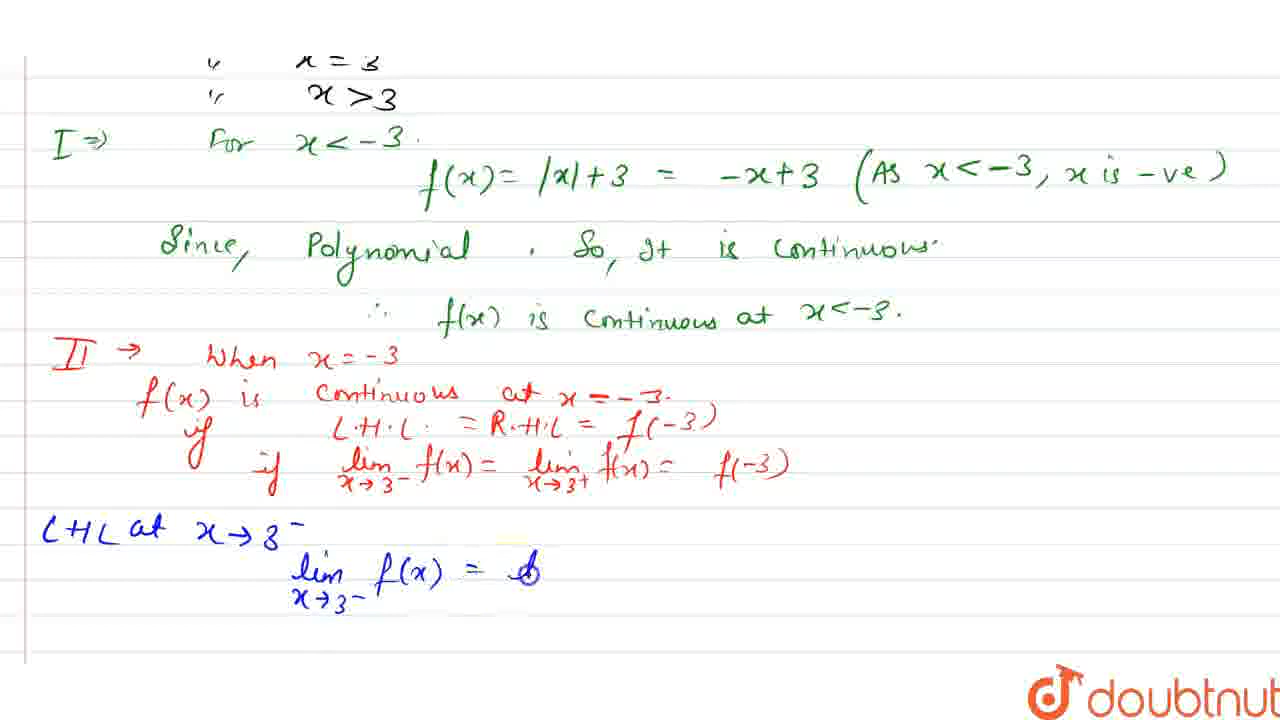 " x = 3
" x > 3
I ⇒ For x < -3.
f(x) = |x| + 3 = -x + 3 (As x < -3, x is -ve)
Since, Polynomial . So, It is continuous.
∴ f(x) is continuous at x < -3.
II → When x = -3
f(x) is continuous at x = -3.
if L.H.L. = R.H.L = f(-3)
if lim x→3⁻ f(x) = lim x→3⁺ f(x) = f(-3)
LHL at x → 3⁻
lim x→3⁻ f(x) =
doubtnut